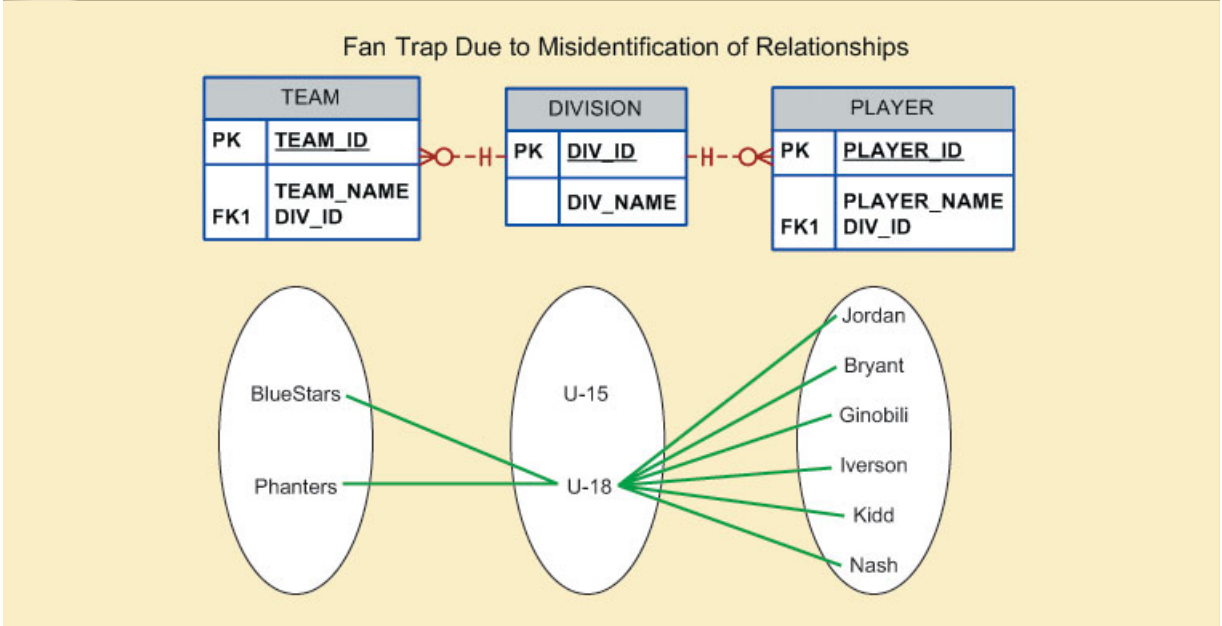 Fan Trap Due to Misidentification of Relationships
TEAM
PK TEAM_ID
TEAM_NAME
FK1 DIV_ID
DIVISION
PK DIV_ID
DIV_NAME
PLAYER
PK PLAYER_ID
PLAYER_NAME
FK1 DIV_ID
BlueStars
Phanters
U-15
U-18
Jordan
Bryant
Ginobili
Iverson
Kidd
Nash